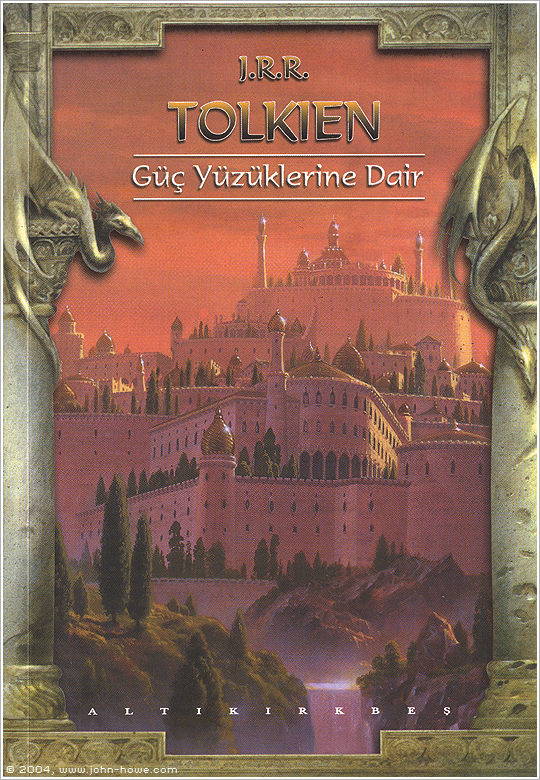 J.R.R.
TOLKIEN
Güç Yüzüklerine Dair
ALTIKIRKBEŞ
© 2004, www.john-howe.com